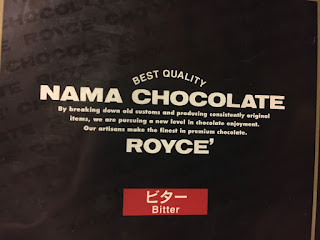 BEST QUALITY
NAMA CHOCOLATE
By breaking down old customs and producing consistently original
items, we are pursuing a new level in chocolate enjoyment.
Our artisans make the finest in premium chocolate.
ROYCE'
ビター
Bitter